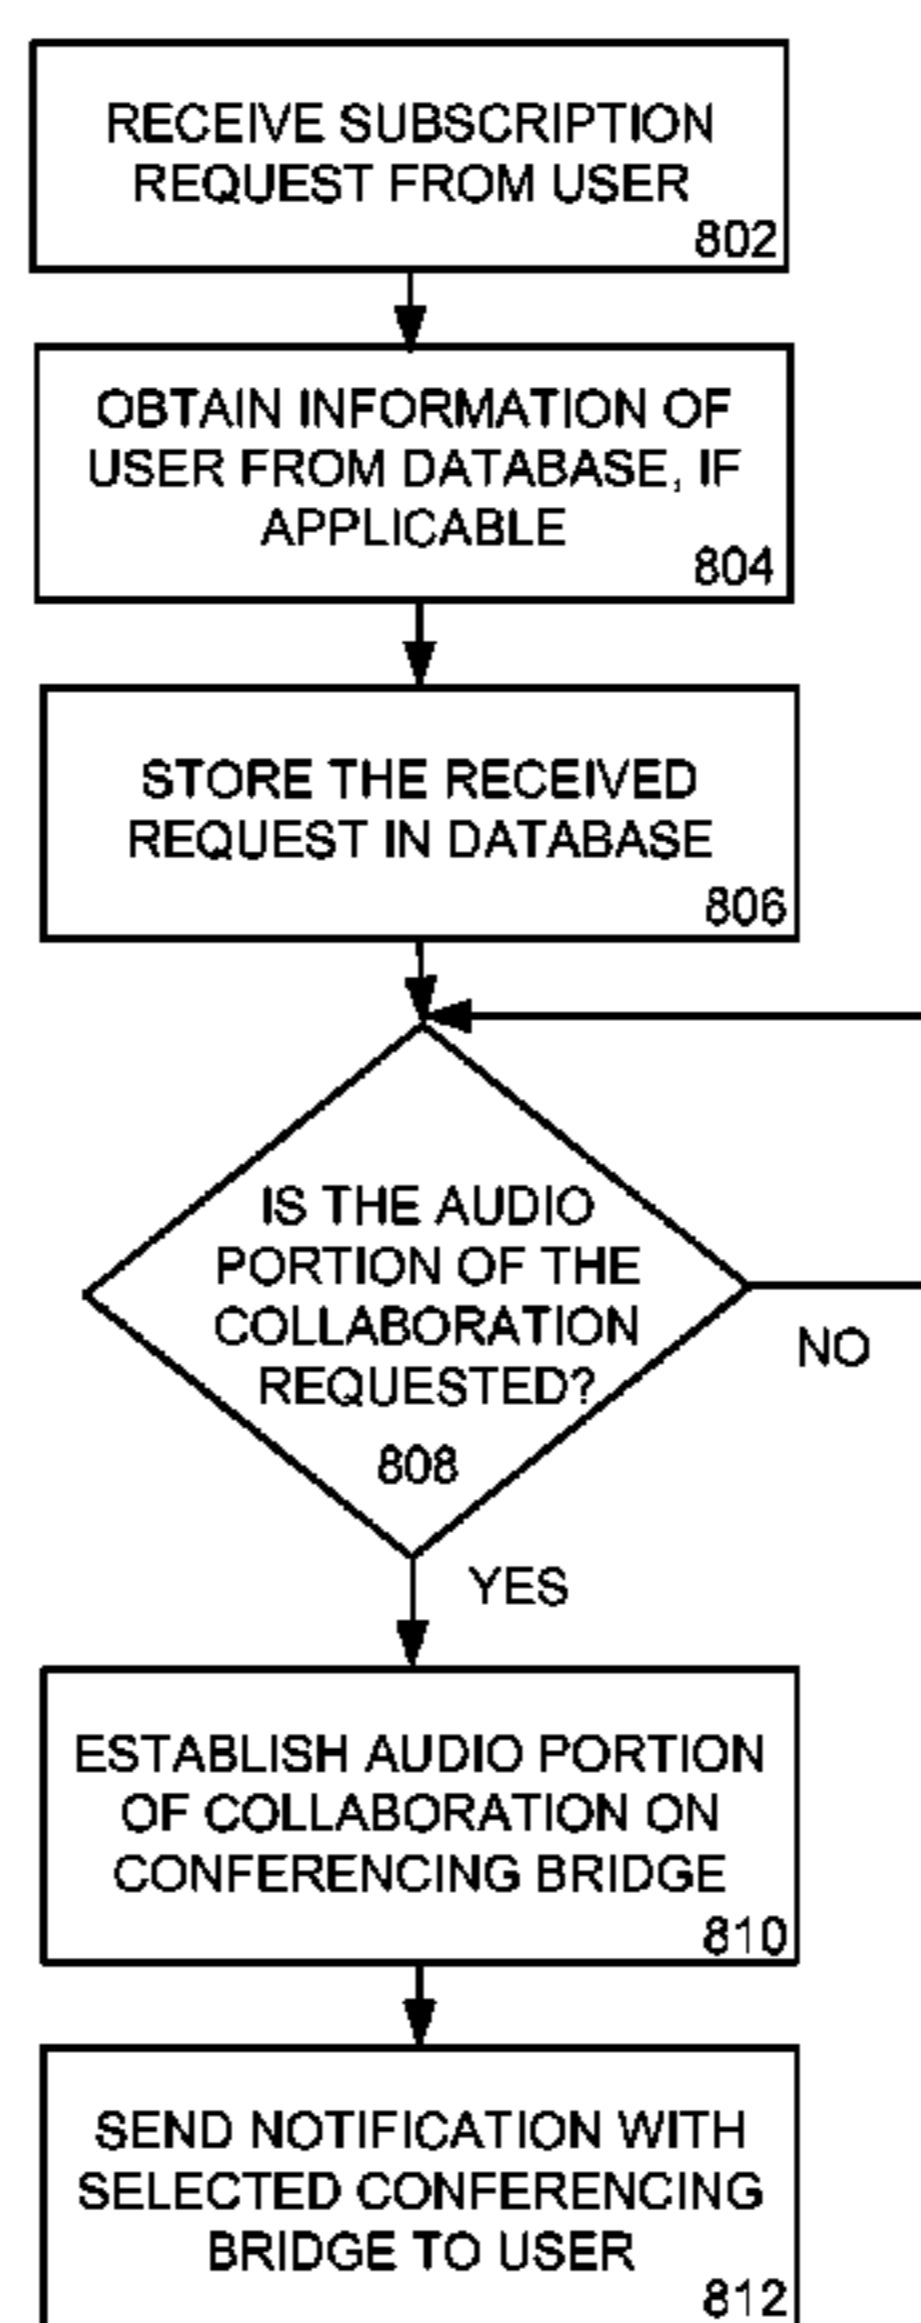 RECEIVE SUBSCRIPTION
REQUEST FROM USER
802
OBTAIN INFORMATION OF
USER FROM DATABASE, IF
APPLICABLE
804
STORE THE RECEIVED
REQUEST IN DATABASE
806
IS THE AUDIO
PORTION OF THE
COLLABORATION
REQUESTED?
808
NO
YES
ESTABLISH AUDIO PORTION
OF COLLABORATION ON
CONFERENCING BRIDGE
810
SEND NOTIFICATION WITH
SELECTED CONFERENCING
BRIDGE TO USER
812